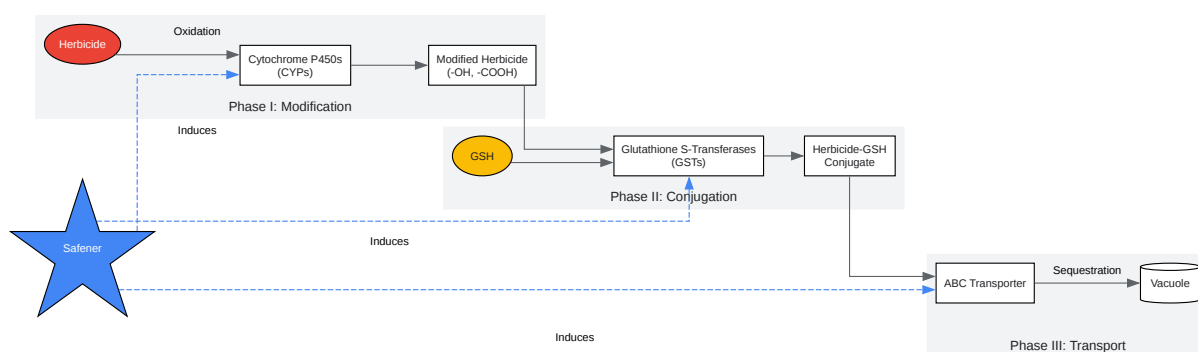 Herbicide
Oxidation
Cytochrome P450s
(CYPs)
Modified Herbicide
(-OH, -COOH)
Phase I: Modification
Induces
GSH
Glutathione S-Transferases
(GSTs)
Herbicide-GSH
Conjugate
Phase II: Conjugation
Safener
Induces
ABC Transporter
Sequestration
Vacuole
Induces
Phase III: Transport